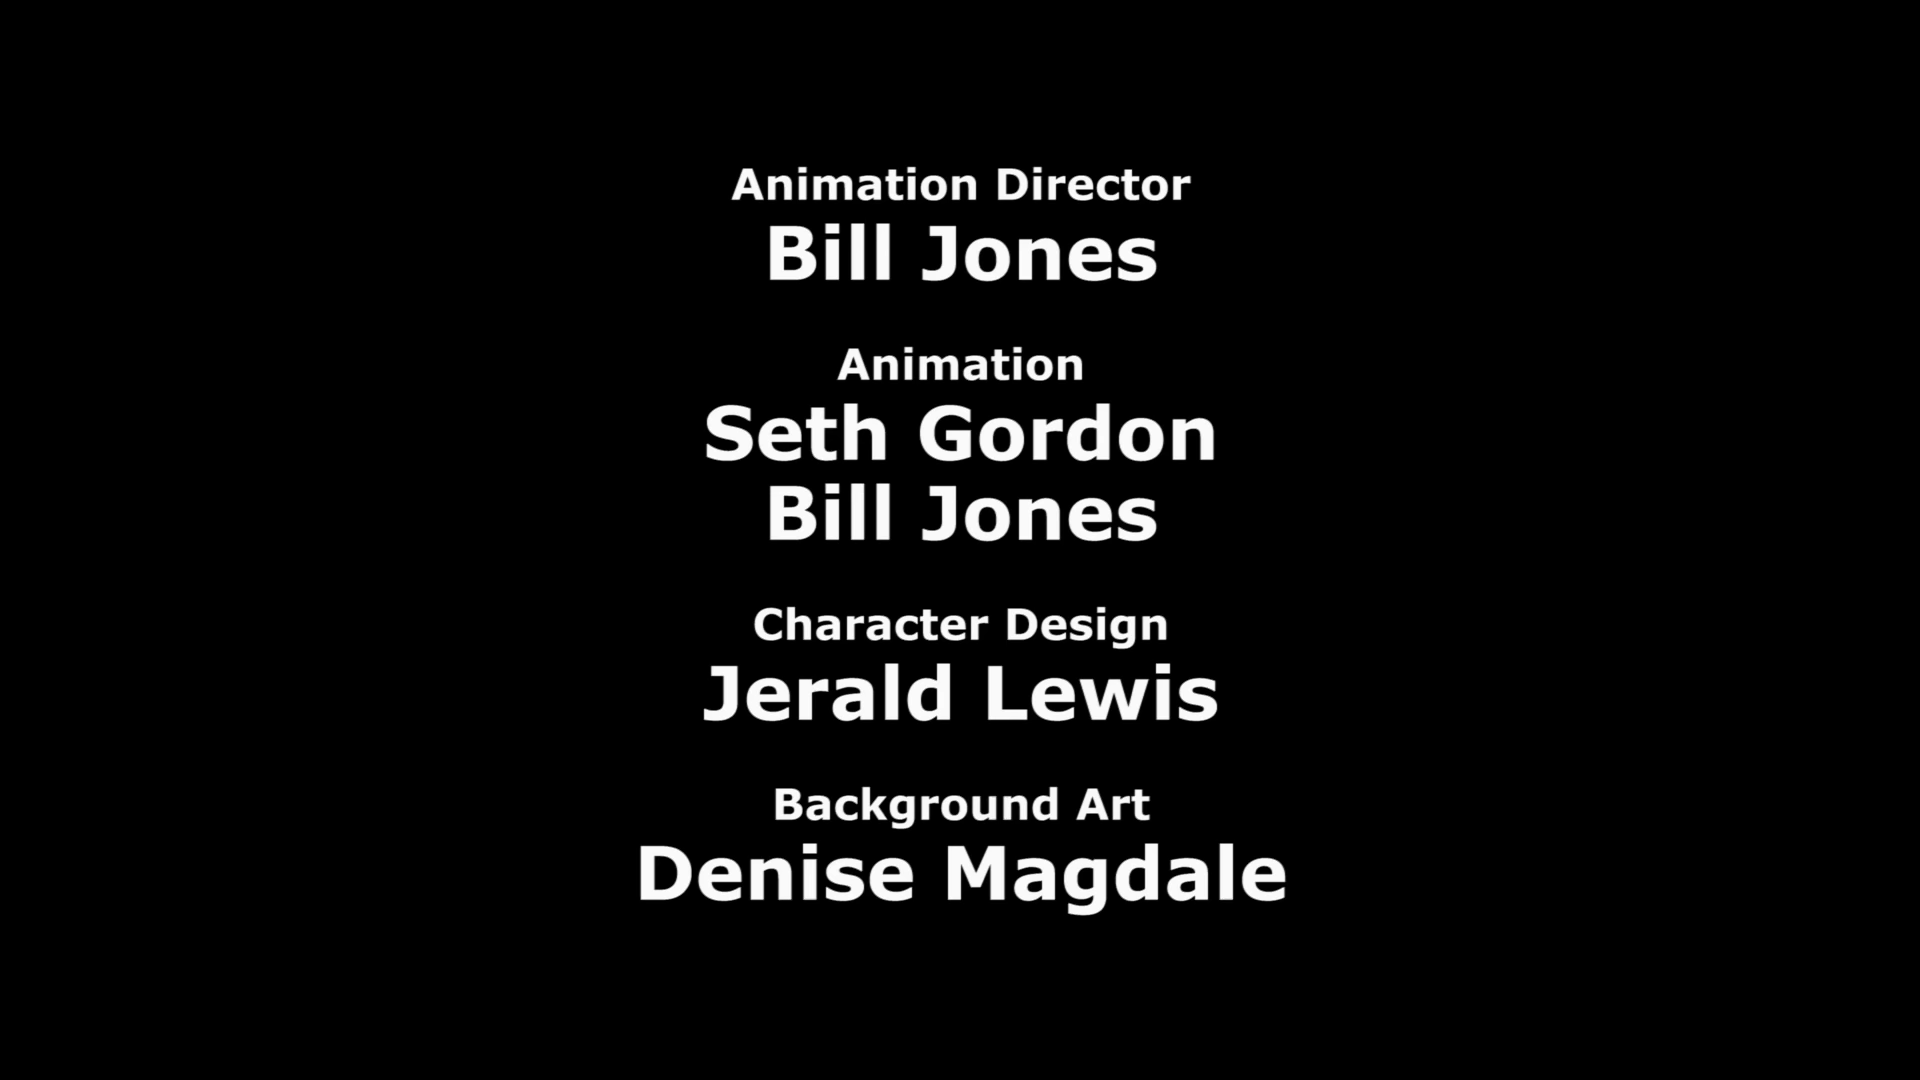 Animation Director
Bill Jones
Animation
Seth Gordon
Bill Jones
Character Design
Jerald Lewis
Background Art
Denise Magdale